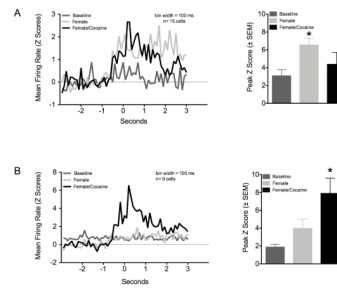 A
Mean Firing Rate (Z Scores)
3
2
1
0
-1
Baseline
Female
Female/Cocaine
bin width = 100 ms
n= 15 cells
-2 -1 0 1 2 3
Seconds
Peak Z Score (± SEM)
10
8
6
4
2
0
Baseline
Female
Female/Cocaine
*
B
Mean Firing Rate (Z Scores)
8
6
4
2
0
-2
Baseline
Female
Female/Cocaine
bin width = 100 ms
n= 9 cells
-2 -1 0 1 2 3
Seconds
Peak Z Score (± SEM)
10
8
6
4
2
0
Baseline
Female
Female/Cocaine
*